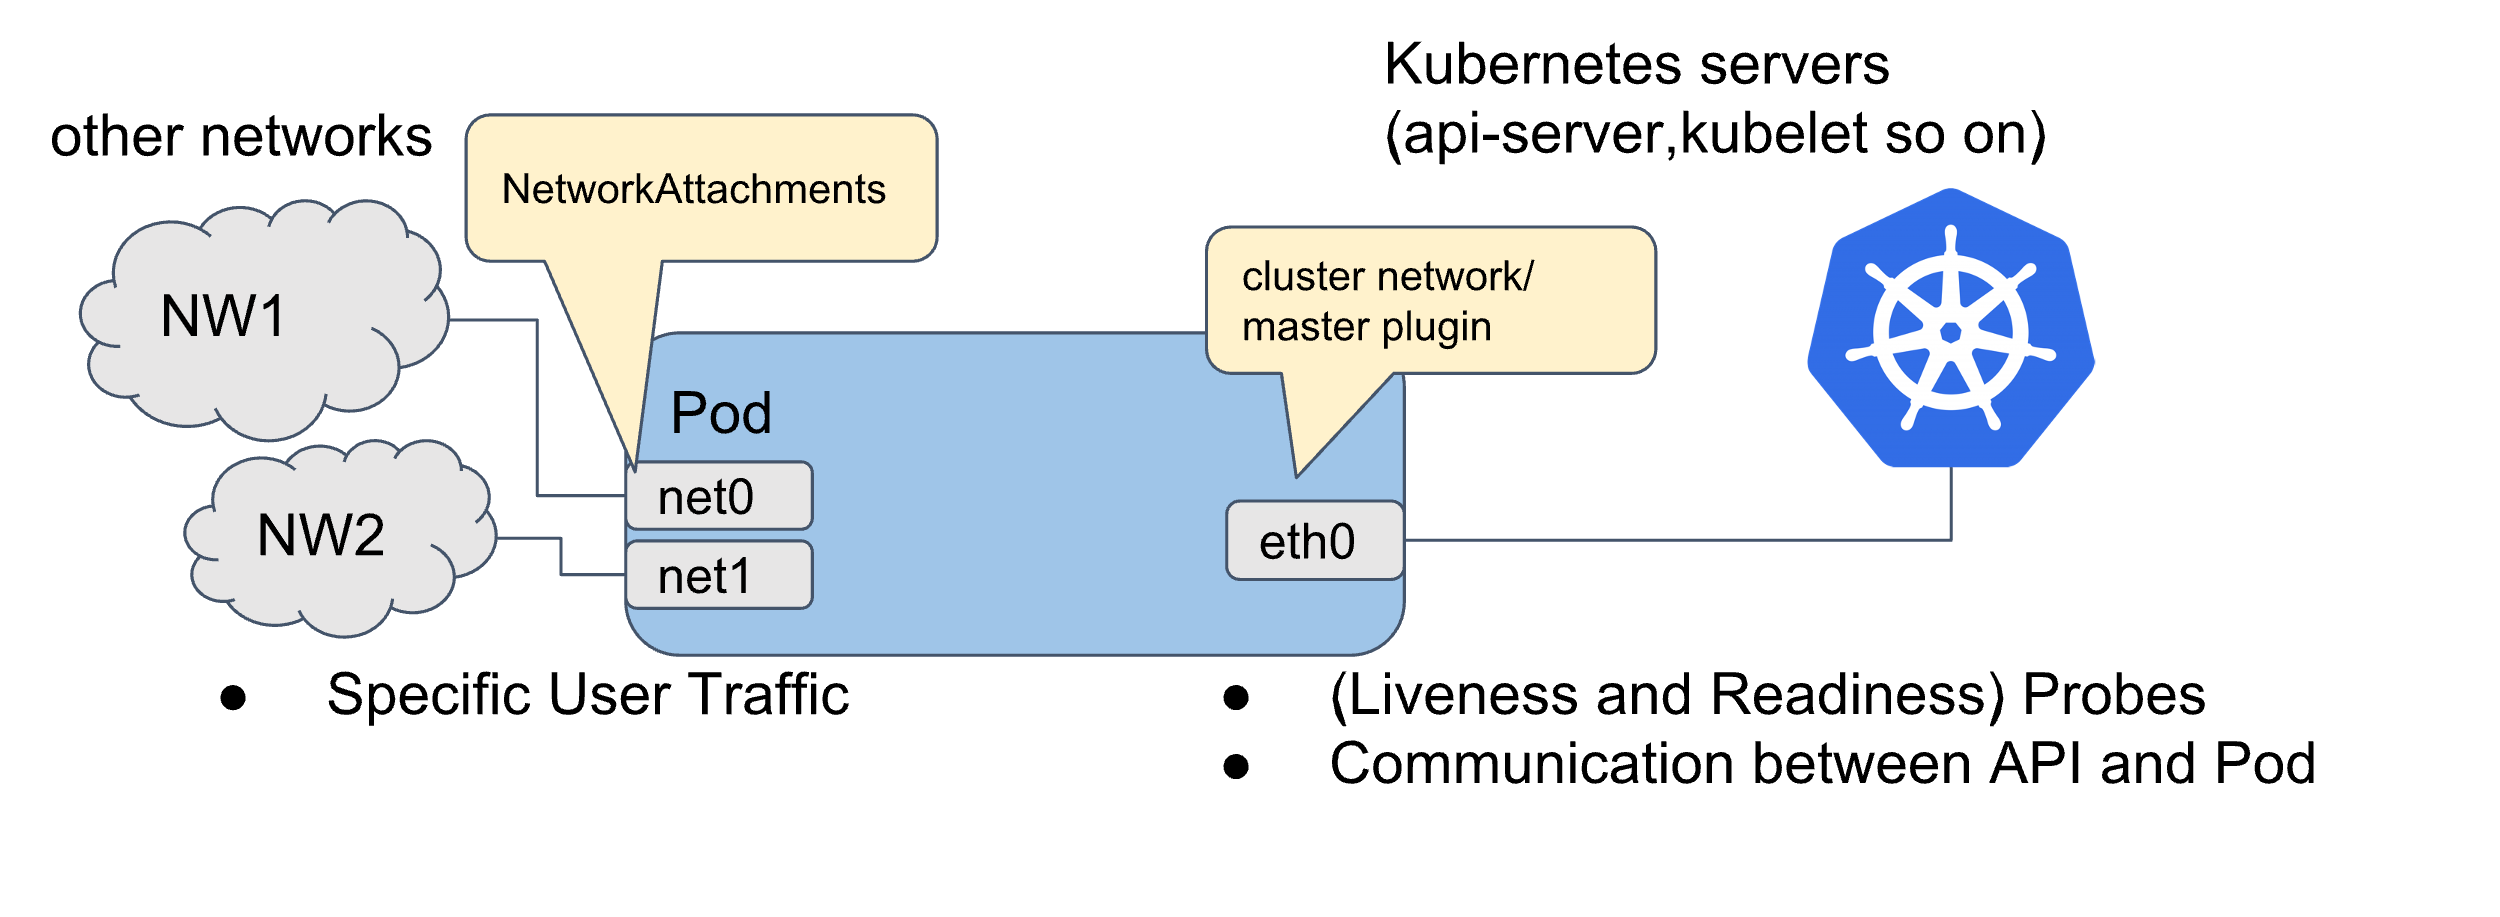 Kubernetes servers
(api-server,kubelet so on)
other networks
NetworkAttachments
cluster network/
master plugin
NW1
Pod
net0
NW2
eth0
net1
● Specific User Traffic
● (Liveness and Readiness) Probes
● Communication between API and Pod